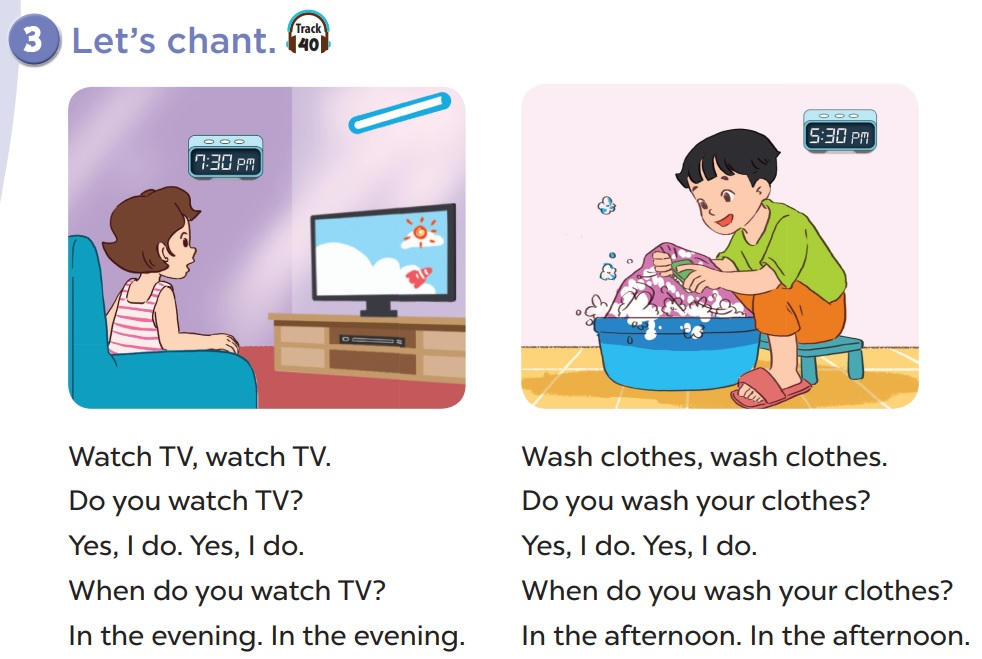 3 Let's chant. Track 40
7:30 PM
5:30 PM
Watch TV, watch TV.
Do you watch TV?
Yes, I do. Yes, I do.
When do you watch TV?
In the evening. In the evening.
Wash clothes, wash clothes.
Do you wash your clothes?
Yes, I do. Yes, I do.
When do you wash your clothes?
In the afternoon. In the afternoon.